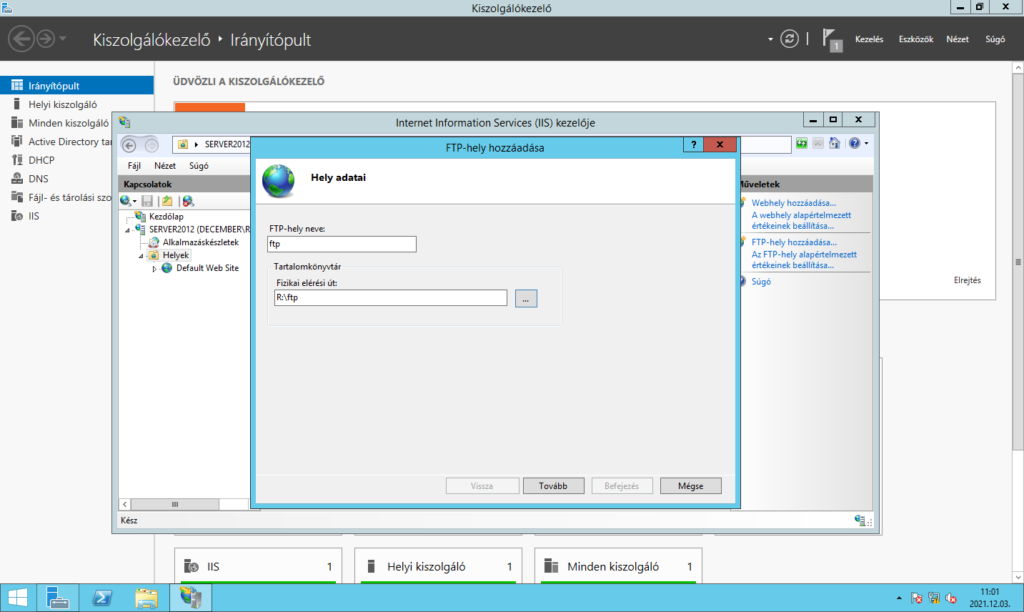 Kiszolgálókezelő
Kiszolgálókezelő ‣ Irányítópult
1
Kezelés
Eszközök
Nézet
Súgó
Irányítópult
Helyi kiszolgáló
Minden kiszolgáló
Active Directory
DHCP
DNS
Fájl- és tárolási
IIS
ÜDVÖZLI A KISZOLGÁLÓKEZELŐ
Elrejtés
Internet Information Services (IIS) kezelője
SERVER2012
Fájl
Nézet
Súgó
Kapcsolatok
Kezdőlap
SERVER2012 (DECEMBER\R
Alkalmazáskészletek
Helyek
Default Web Site
Kész
FTP-hely hozzáadása
?
Hely adatai
FTP-hely neve:
ftp
Tartalomkönyvtár
Fizikai elérési út:
R:\ftp
...
Vissza
Tovább
Befejezés
Mégse
Műveletek
Webhely hozzáadása...
A webhely alapértelmezett
értékeinek beállítása...
FTP-hely hozzáadása...
Az FTP-hely alapértelmezett
értékeinek beállítása...
Súgó
IIS 1
Helyi kiszolgáló 1
Minden kiszolgáló 1
11:01
2021.12.03.